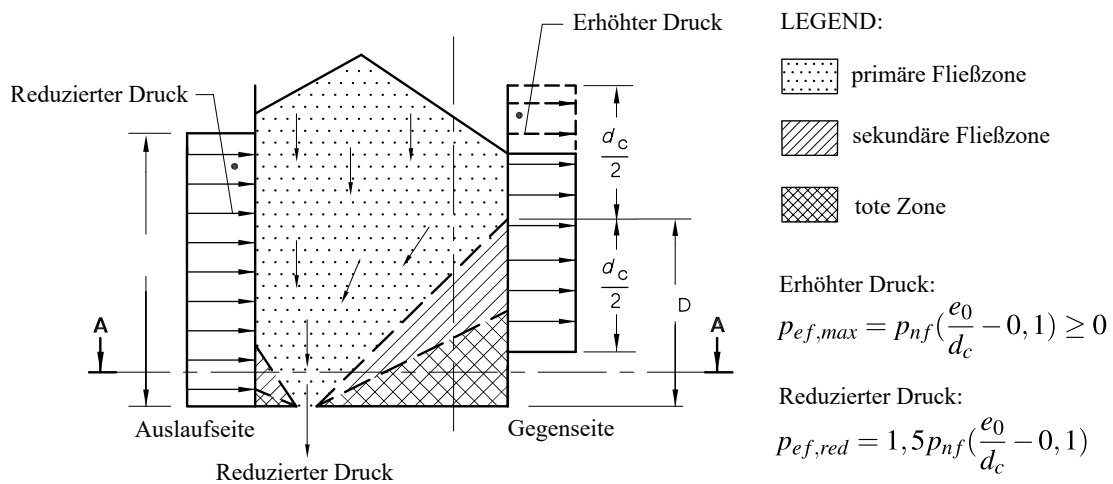 Erhöhter Druck
Reduzierter Druck
d_c/2
d_c/2
D
A
A
Auslaufseite
Gegenseite
Reduzierter Druck
LEGEND:
primäre Fließzone
sekundäre Fließzone
tote Zone
Erhöhter Druck:
p_{ef,max} = p_{nf}(e_0/d_c − 0,1) ≥ 0
Reduzierter Druck:
p_{ef,red} = 1,5p_{nf}(e_0/d_c − 0,1)